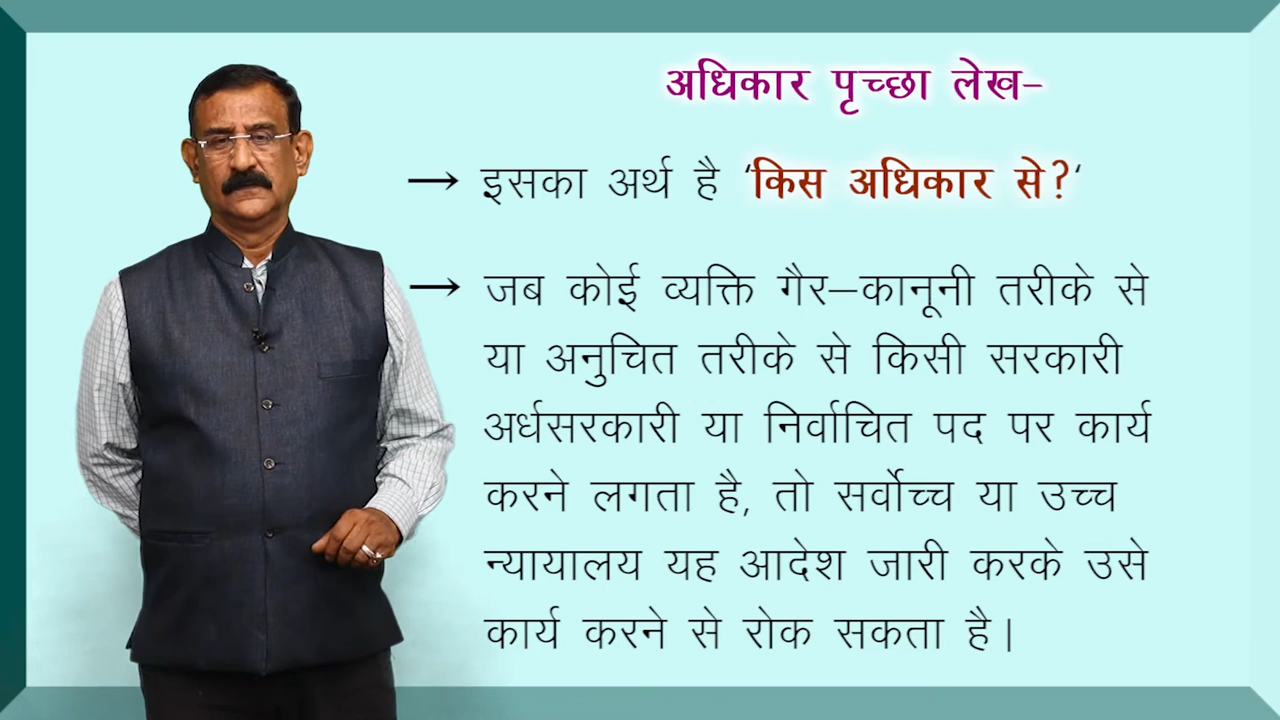 अधिकार पृच्छा लेख–
→ इसका अर्थ है ‘किस अधिकार से?‘
→ जब कोई व्यक्ति गैर–कानूनी तरीके से
या अनुचित तरीके से किसी सरकारी
अर्धसरकारी या निर्वाचित पद पर कार्य
करने लगता है, तो सर्वोच्च या उच्च
न्यायालय यह आदेश जारी करके उसे
कार्य करने से रोक सकता है।